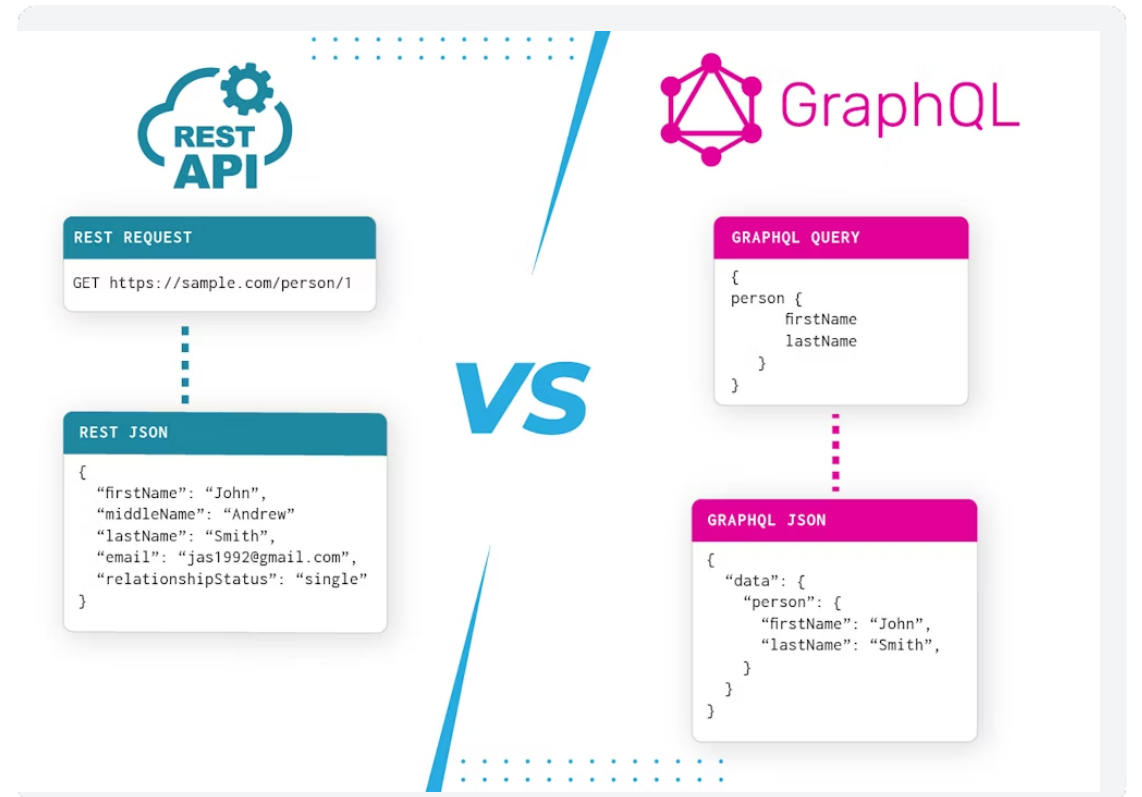 REST
API
REST REQUEST
GET https://sample.com/person/1
REST JSON
{
“firstName”: “John”,
“middleName”: “Andrew”
“lastName”: “Smith”,
“email”: “jas1992@gmail.com”,
“relationshipStatus”: “single”
}
VS
GraphQL
GRAPHQL QUERY
{
person {
firstName
lastName
}
}
GRAPHQL JSON
{
“data”: {
“person”: {
“firstName”: “John”,
“lastName”: “Smith”,
}
}
}